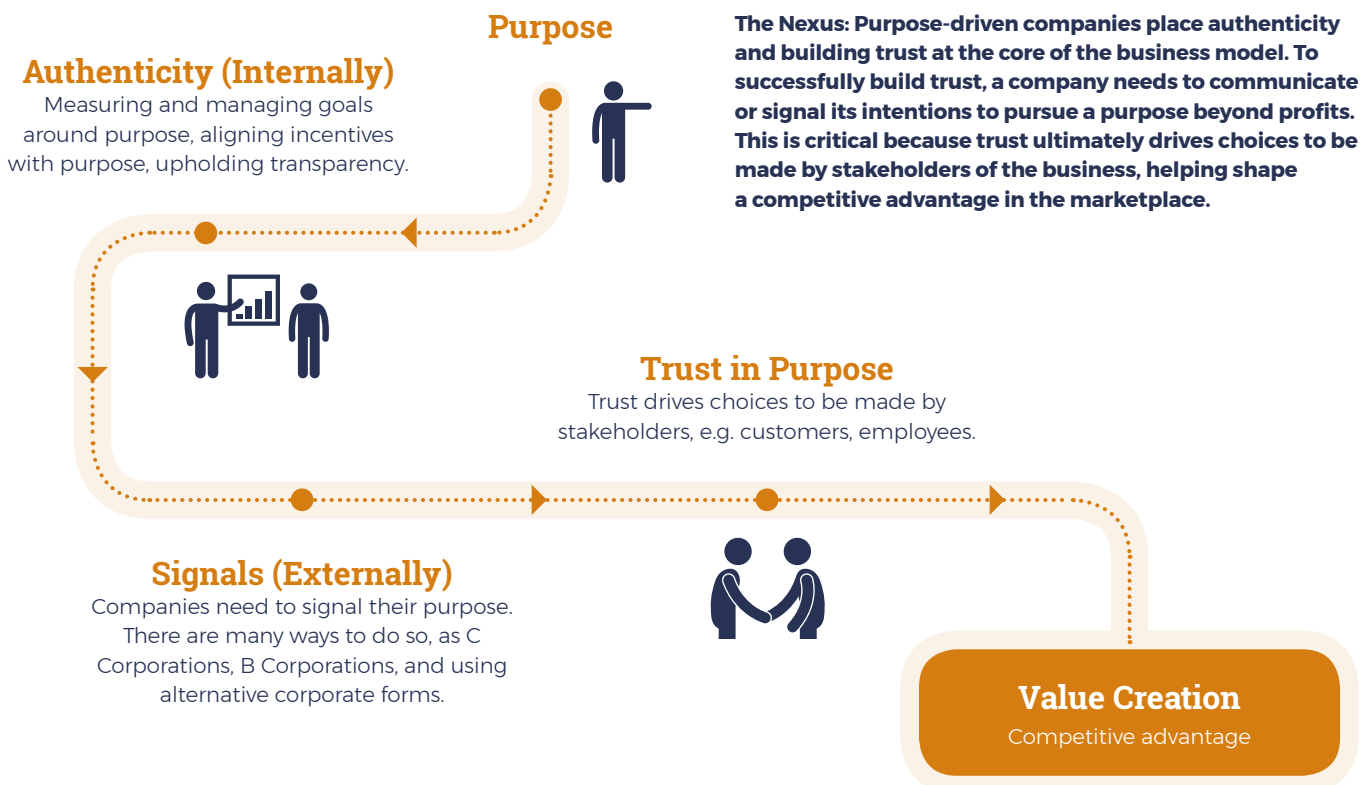 Purpose
The Nexus: Purpose-driven companies place authenticity
and building trust at the core of the business model. To
successfully build trust, a company needs to communicate
or signal its intentions to pursue a purpose beyond profits.
This is critical because trust ultimately drives choices to be
made by stakeholders of the business, helping shape
a competitive advantage in the marketplace.
Authenticity (Internally)
Measuring and managing goals
around purpose, aligning incentives
with purpose, upholding transparency.
Trust in Purpose
Trust drives choices to be made by
stakeholders, e.g. customers, employees.
Signals (Externally)
Companies need to signal their purpose.
There are many ways to do so, as C
Corporations, B Corporations, and using
alternative corporate forms.
Value Creation
Competitive advantage